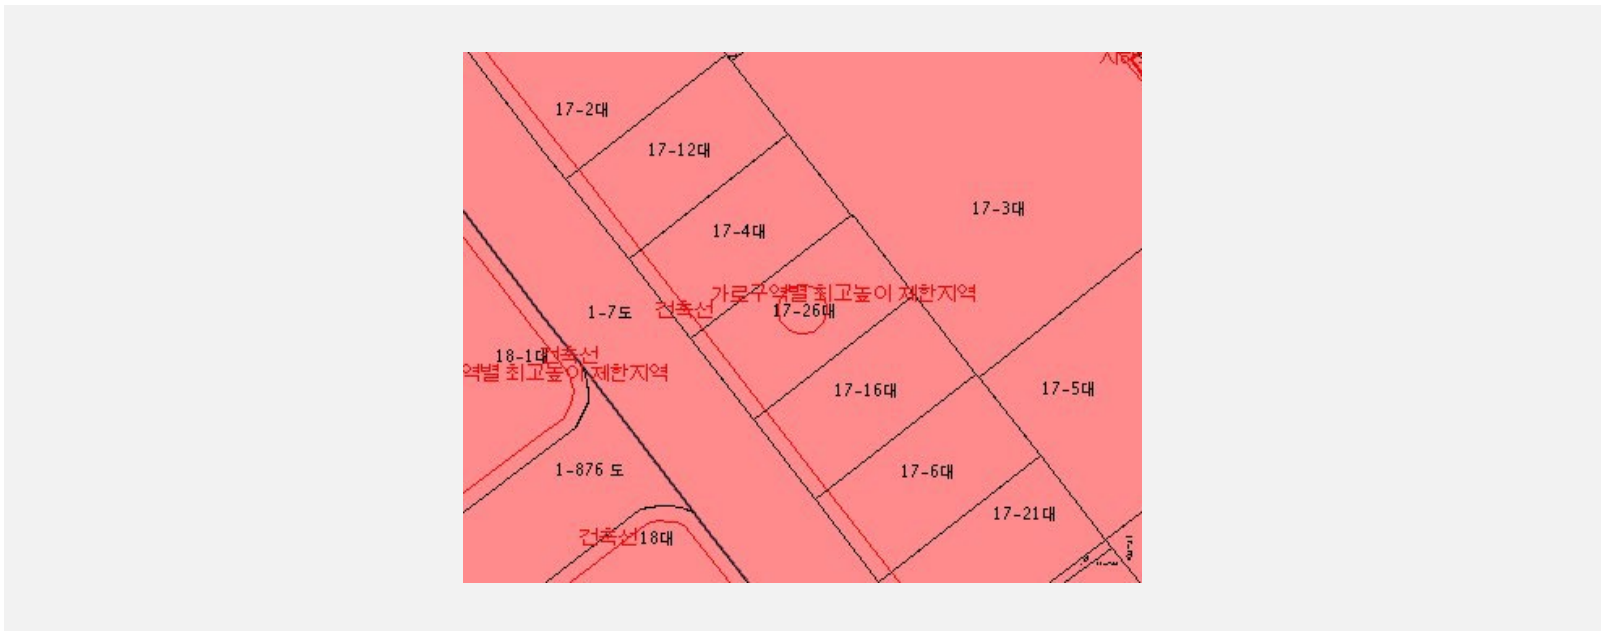 17-2대
17-12대
17-3대
17-4대
가로구역별 최고높이 제한지역
1-7도
건축선
17-26대
18-1대
건축선
역별 최고높이 제한지역
17-16대
17-5대
1-876 도
17-6대
17-21대
건축선
18대